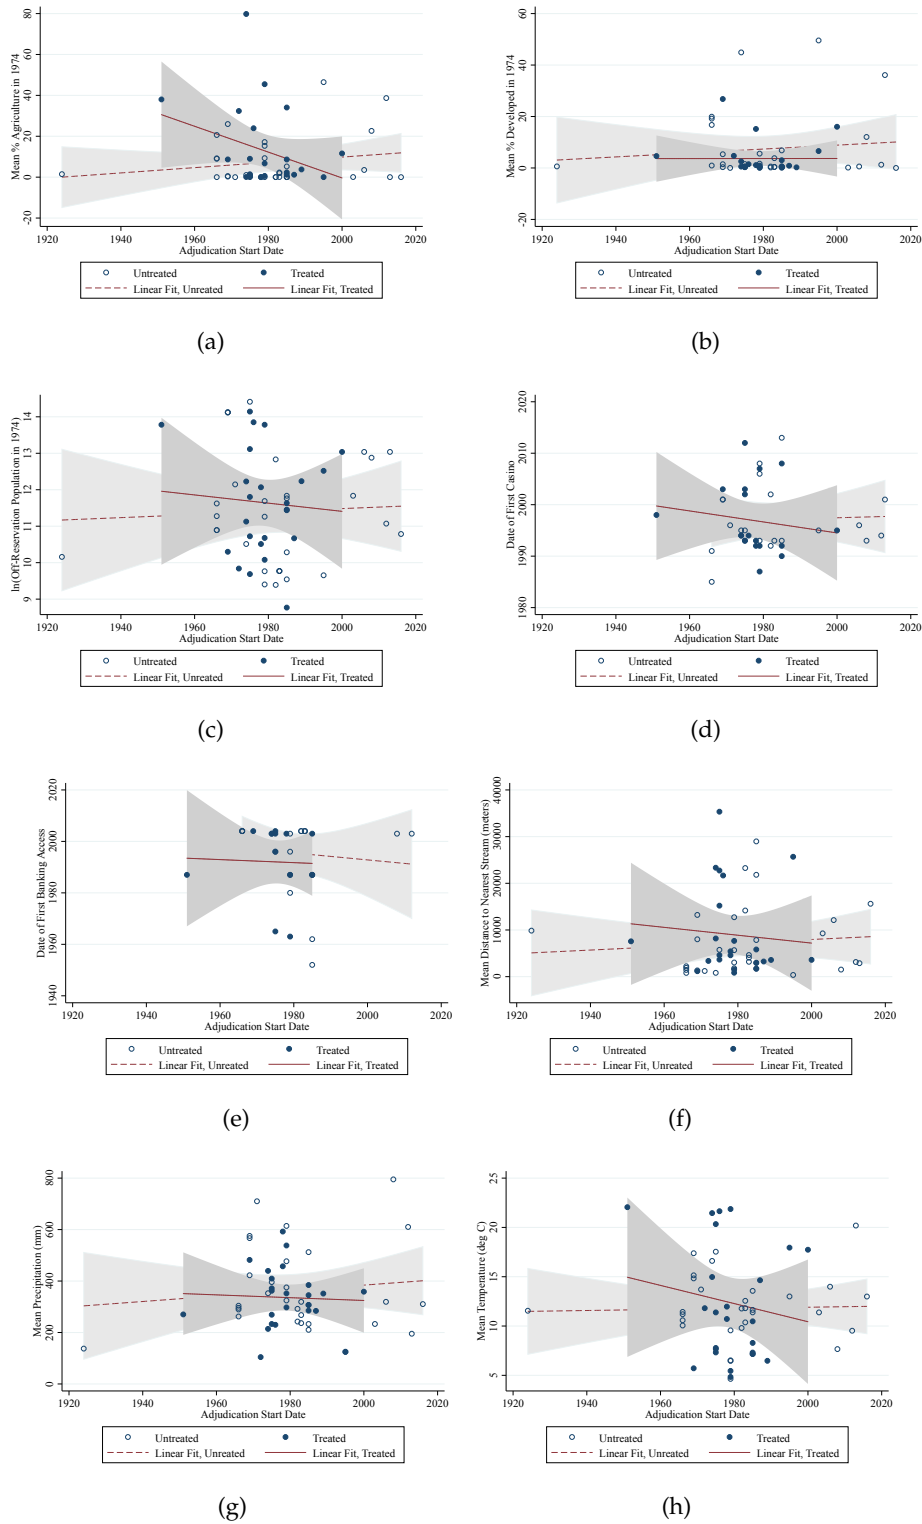 Mean % Agriculture in 1974
80
60
40
20
0
-20
1920 1940 1960 1980 2000 2020
Adjudication Start Date
Untreated Treated
Linear Fit, Unreated Linear Fit, Treated
(a)
Mean % Developed in 1974
60
40
20
0
-20
1920 1940 1960 1980 2000 2020
Adjudication Start Date
Untreated Treated
Linear Fit, Unreated Linear Fit, Treated
(b)
ln(Off-Reservation Population in 1974)
14
13
12
11
10
9
1920 1940 1960 1980 2000 2020
Adjudication Start Date
Untreated Treated
Linear Fit, Unreated Linear Fit, Treated
(c)
Date of First Casino
2020
2010
2000
1990
1980
1920 1940 1960 1980 2000 2020
Adjudication Start Date
Untreated Treated
Linear Fit, Unreated Linear Fit, Treated
(d)
Date of First Banking Access
2020
2000
1980
1960
1940
1920 1940 1960 1980 2000 2020
Adjudication Start Date
Untreated Treated
Linear Fit, Unreated Linear Fit, Treated
(e)
Mean Distance to Nearest Stream (meters)
40000
30000
20000
10000
0
1920 1940 1960 1980 2000 2020
Adjudication Start Date
Untreated Treated
Linear Fit, Unreated Linear Fit, Treated
(f)
Mean Precipitation (mm)
800
600
400
200
0
1920 1940 1960 1980 2000 2020
Adjudication Start Date
Untreated Treated
Linear Fit, Unreated Linear Fit, Treated
(g)
Mean Temperature (deg C)
25
20
15
10
5
1920 1940 1960 1980 2000 2020
Adjudication Start Date
Untreated Treated
Linear Fit, Unreated Linear Fit, Treated
(h)